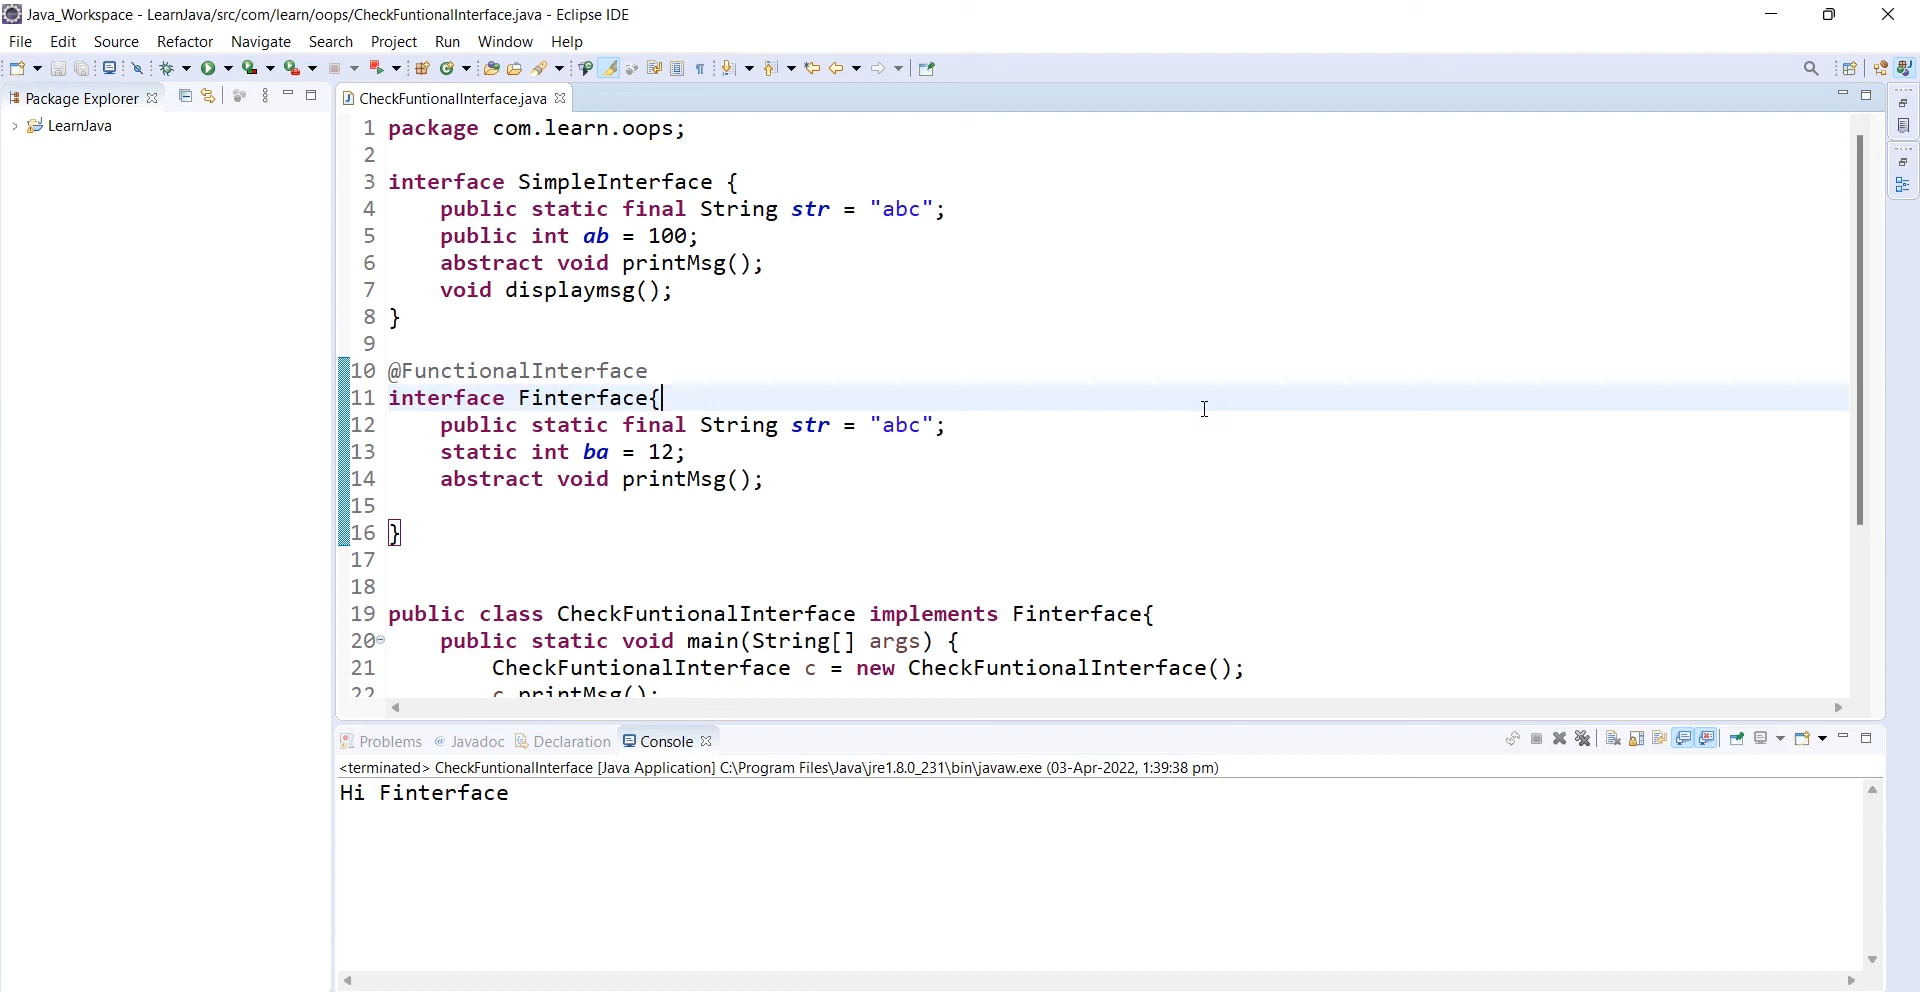 Java_Workspace - LearnJava/src/com/learn/oops/CheckFuntionalInterface.java - Eclipse IDE
File Edit Source Refactor Navigate Search Project Run Window Help
Package Explorer
CheckFuntionalInterface.java
LearnJava
1 package com.learn.oops;
2
3 interface SimpleInterface {
4 public static final String str = "abc";
5 public int ab = 100;
6 abstract void printMsg();
7 void displaymsg();
8 }
9
10 @FunctionalInterface
11 interface Finterface{
12 public static final String str = "abc";
13 static int ba = 12;
14 abstract void printMsg();
15
16 }
17
18
19 public class CheckFuntionalInterface implements Finterface{
20 public static void main(String[] args) {
21 CheckFuntionalInterface c = new CheckFuntionalInterface();
22 c.printMsg();
Problems @ Javadoc Declaration Console
<terminated> CheckFuntionalInterface [Java Application] C:\Program Files\Java\jre1.8.0_231\bin\javaw.exe (03-Apr-2022, 1:39:38 pm)
Hi Finterface